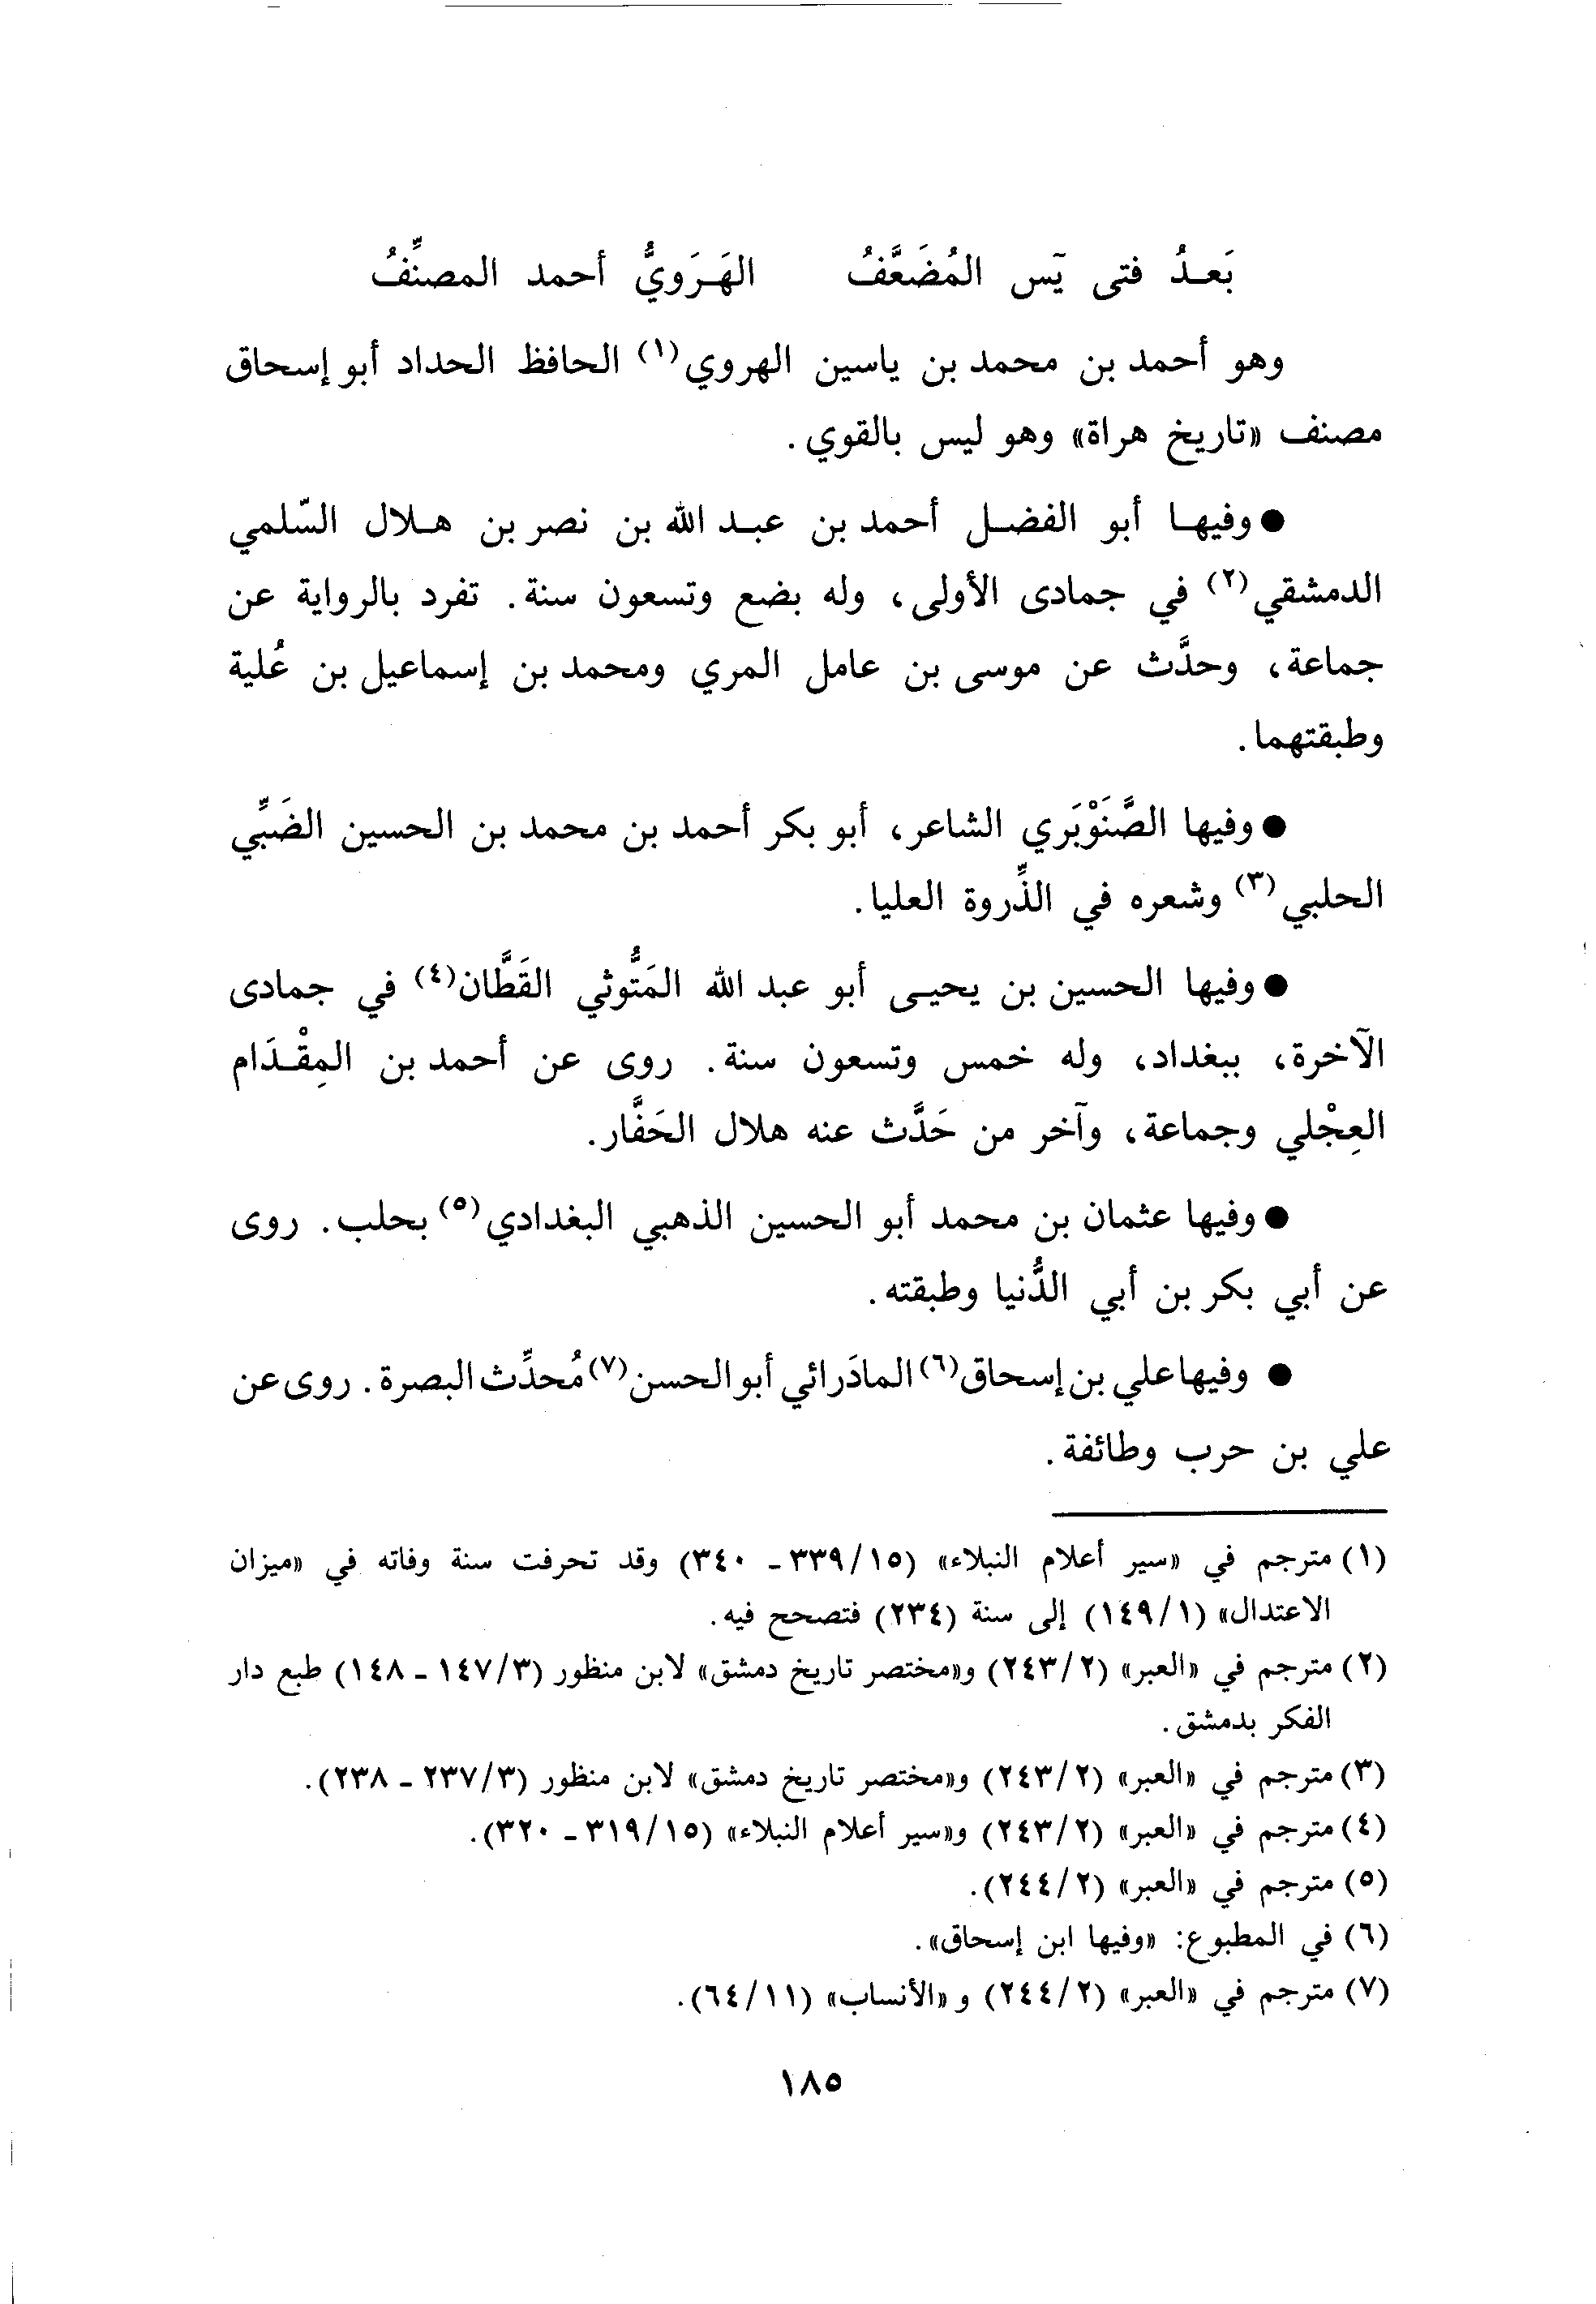 بَعـدُ فتى يَس المُضَعَّفُ الهَـرَويُّ أحمد المصنِّفُ
وهو أحمد بن محمد بن ياسين الهروي(١) الحافظ الحداد أبو إسحاق
مصنف «تاريخ هراة» وهو ليس بالقوي.
● وفيهـا أبو الفضـل أحمد بن عبـد الله بن نصر بن هـلال السّلمي
الدمشقي(٢) في جمادى الأولى، وله بضع وتسعون سنة. تفرد بالرواية عن
جماعة، وحدَّث عن موسى بن عامل المري ومحمد بن إسماعيل بن عُلية
وطبقتهما.
● وفيها الصَّنَوْبَري الشاعر، أبو بكر أحمد بن محمد بن الحسين الضَبِّي
الحلبي(٣) وشعره في الذِّروة العليا.
● وفيها الحسين بن يحيـى أبو عبد الله المَتُّوثي القَطَّان(٤) في جمادى
الآخرة، ببغداد، وله خمس وتسعون سنة. روى عن أحمد بن المِقْـدَام
العِجْلي وجماعة، وآخر من حَدَّث عنه هلال الحَفَّار.
● وفيها عثمان بن محمد أبو الحسين الذهبي البغدادي(٥) بحلب. روى
عن أبي بكر بن أبي الدُّنيا وطبقته.
● وفيها علي بن إسحاق(٦) المادَرائي أبو الحسن(٧) مُحدِّث البصرة. روى عن
علي بن حرب وطائفة.
(١) مترجم في «سير أعلام النبلاء» (١٥/٣٣٩ ـ ٣٤٠) وقد تحرفت سنة وفاته في «ميزان
الاعتدال» (١/١٤٩) إلى سنة (٢٣٤) فتصحح فيه.
(٢) مترجم في «العبر» (٢/٢٤٣) و«مختصر تاريخ دمشق» لابن منظور (٣/١٤٧ ـ ١٤٨) طبع دار
الفكر بدمشق.
(٣) مترجم في «العبر» (٢/٢٤٣) و«مختصر تاريخ دمشق» لابن منظور (٣/٢٣٧ ـ ٢٣٨).
(٤) مترجم في «العبر» (٢/٢٤٣) و«سير أعلام النبلاء» (١٥/٣١٩ ـ ٣٢٠).
(٥) مترجم في «العبر» (٢/٢٤٤).
(٦) في المطبوع: «وفيها ابن إسحاق».
(٧) مترجم في «العبر» (٢/٢٤٤) و «الأنساب» (١١/٦٤).
١٨٥